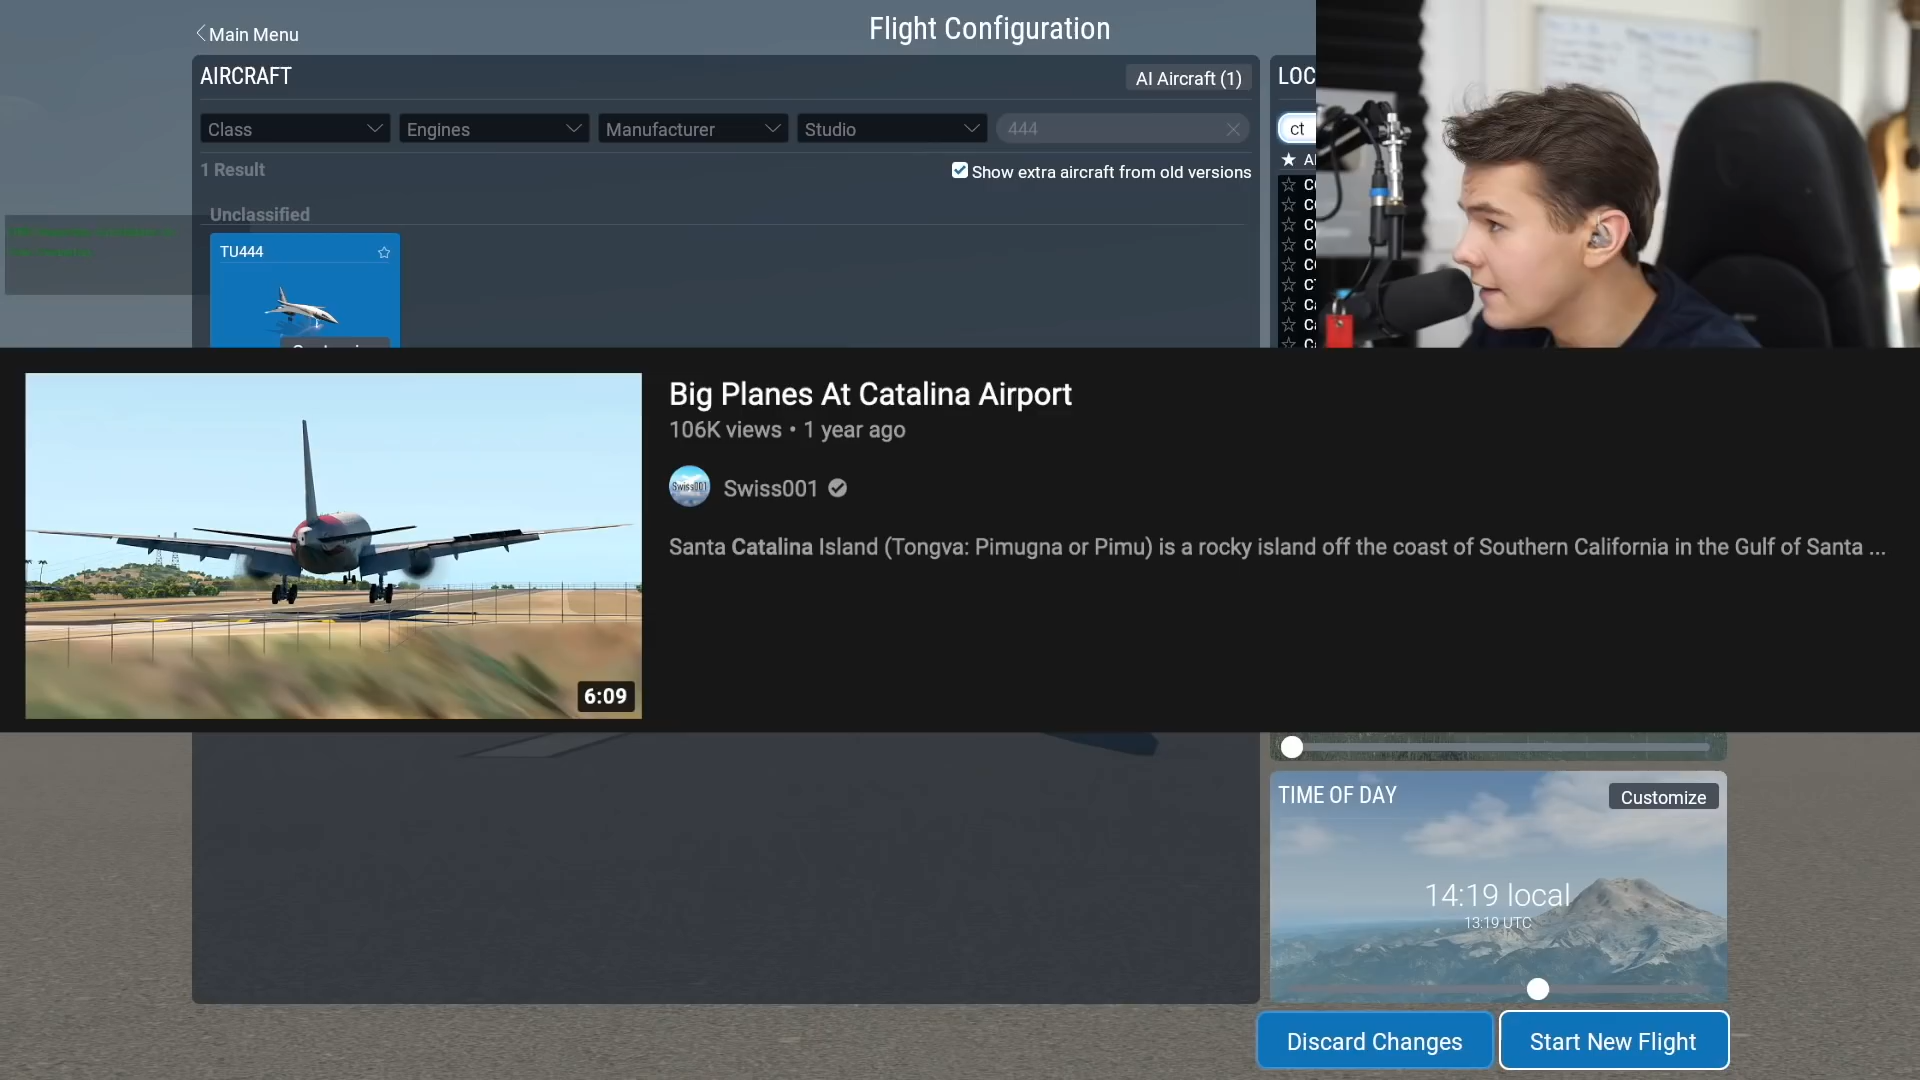 Main Menu
Flight Configuration
AIRCRAFT
AI Aircraft (1)
LOC
Class
Engines
Manufacturer
Studio
444
ct
1 Result
Show extra aircraft from old versions
Unclassified
TU444
Big Planes At Catalina Airport
106K views • 1 year ago
Swiss001
Swiss001
Santa Catalina Island (Tongva: Pimugna or Pimu) is a rocky island off the coast of Southern California in the Gulf of Santa ...
6:09
TIME OF DAY
Customize
14:19 local
13:19 UTC
Discard Changes
Start New Flight